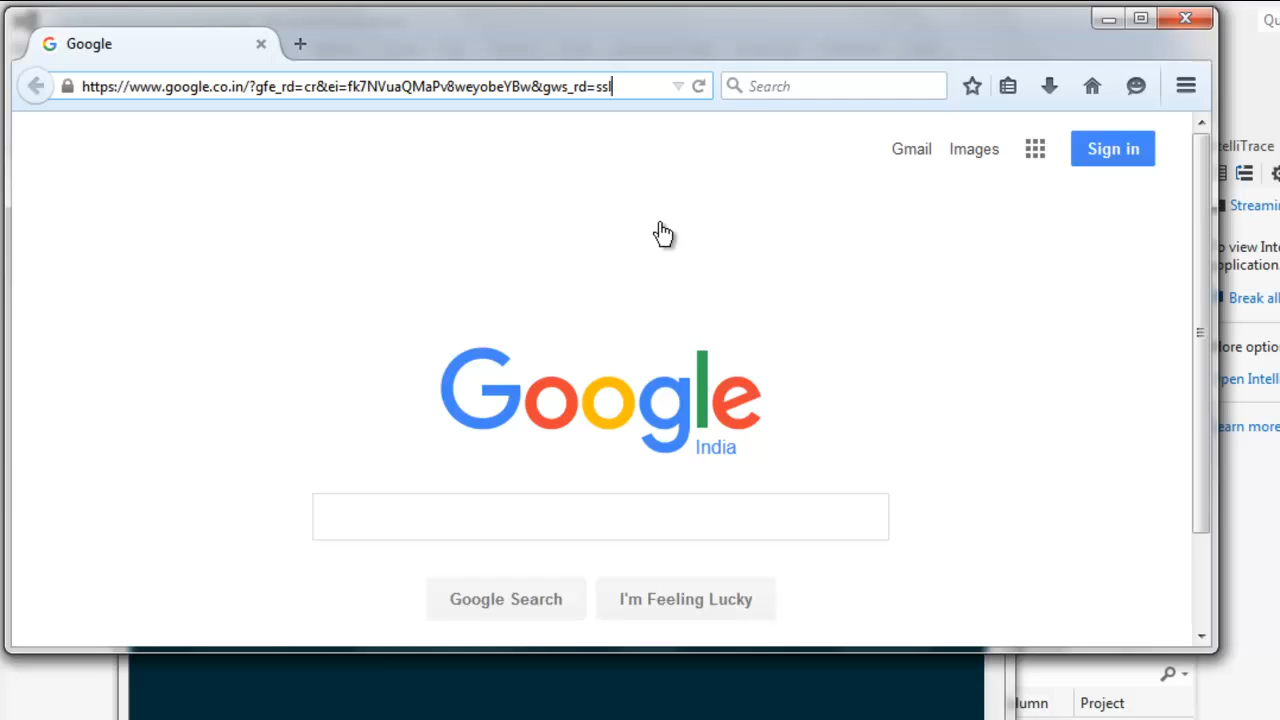 Google
https://www.google.co.in/?gfe_rd=cr&ei=fk7NVuaQMaPv8weyobeYBw&gws_rd=ssl
Search
Gmail Images Sign in
Google
India
Google Search I'm Feeling Lucky
Qu
elliTrace
Streamin
o view Inte
pplication.
Break all
ore optio
pen Intelli
earn more
lumn Project